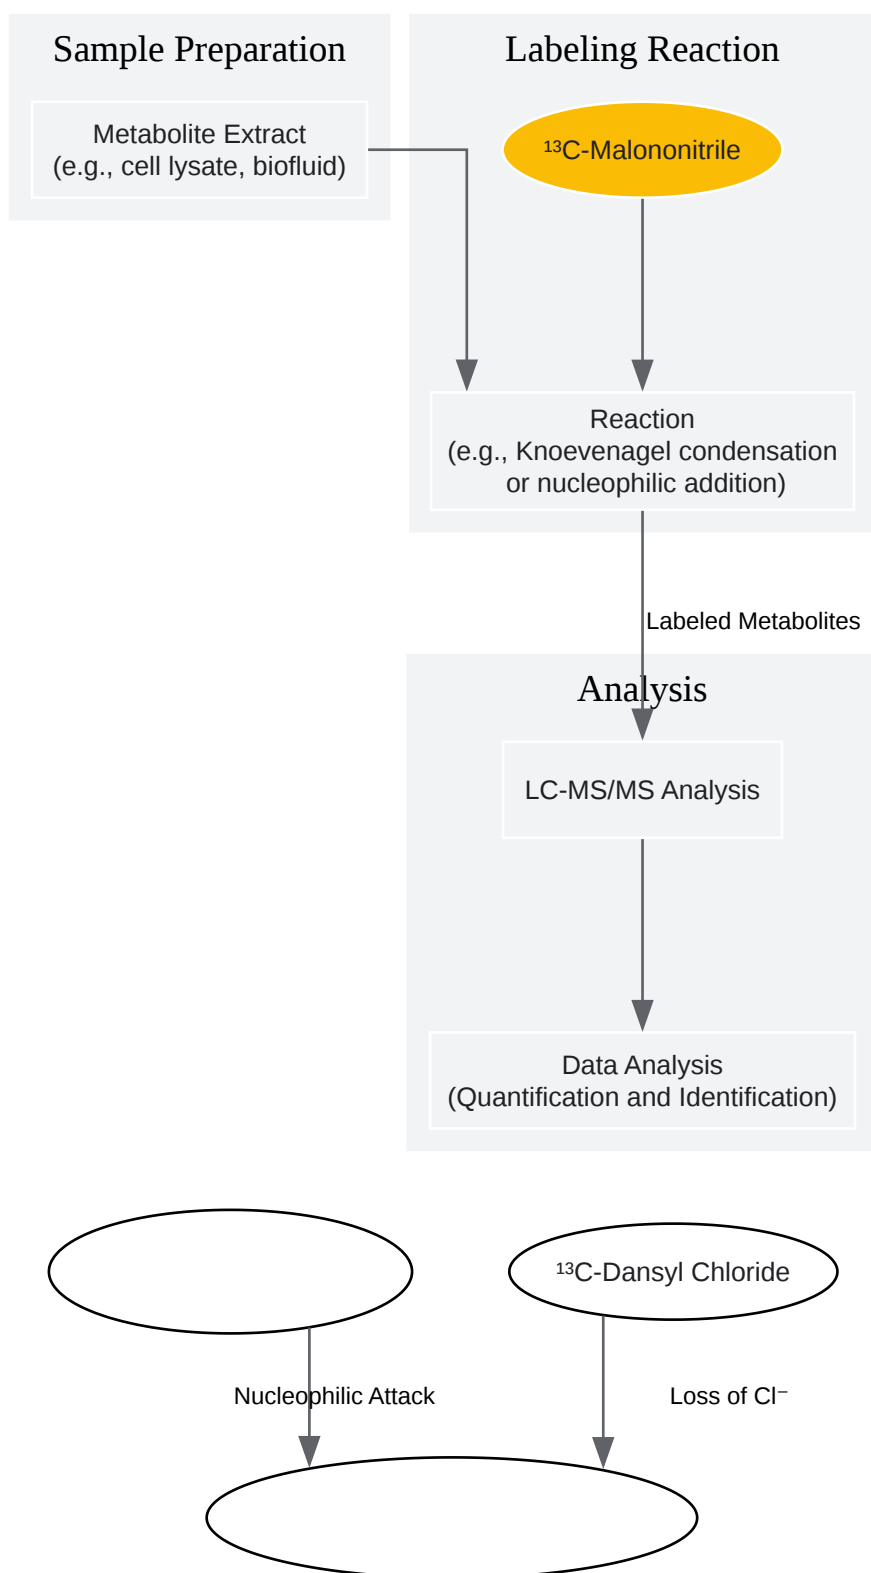 Sample Preparation
Labeling Reaction
Metabolite Extract
(e.g., cell lysate, biofluid)
¹³C-Malononitrile
Reaction
(e.g., Knoevenagel condensation
or nucleophilic addition)
Labeled Metabolites
Analysis
LC-MS/MS Analysis
Data Analysis
(Quantification and Identification)
¹³C-Dansyl Chloride
Nucleophilic Attack
Loss of Cl⁻